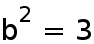 b² = 3